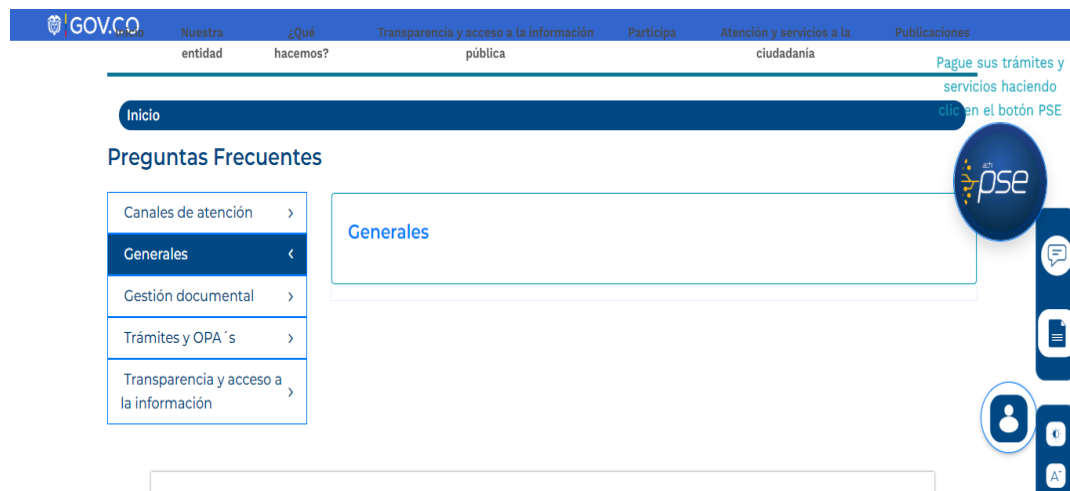 GOV.CO
Inicio
Nuestra
entidad
¿Qué
hacemos?
Transparencia y acceso a la información
pública
Participa
Atención y servicios a la
ciudadanía
Publicaciones
Pague sus trámites y
servicios haciendo
clic en el botón PSE
Inicio
Preguntas Frecuentes
ach
pse
Canales de atención
Generales
Gestión documental
Trámites y OPA´s
Transparencia y acceso a
la información
Generales
A+